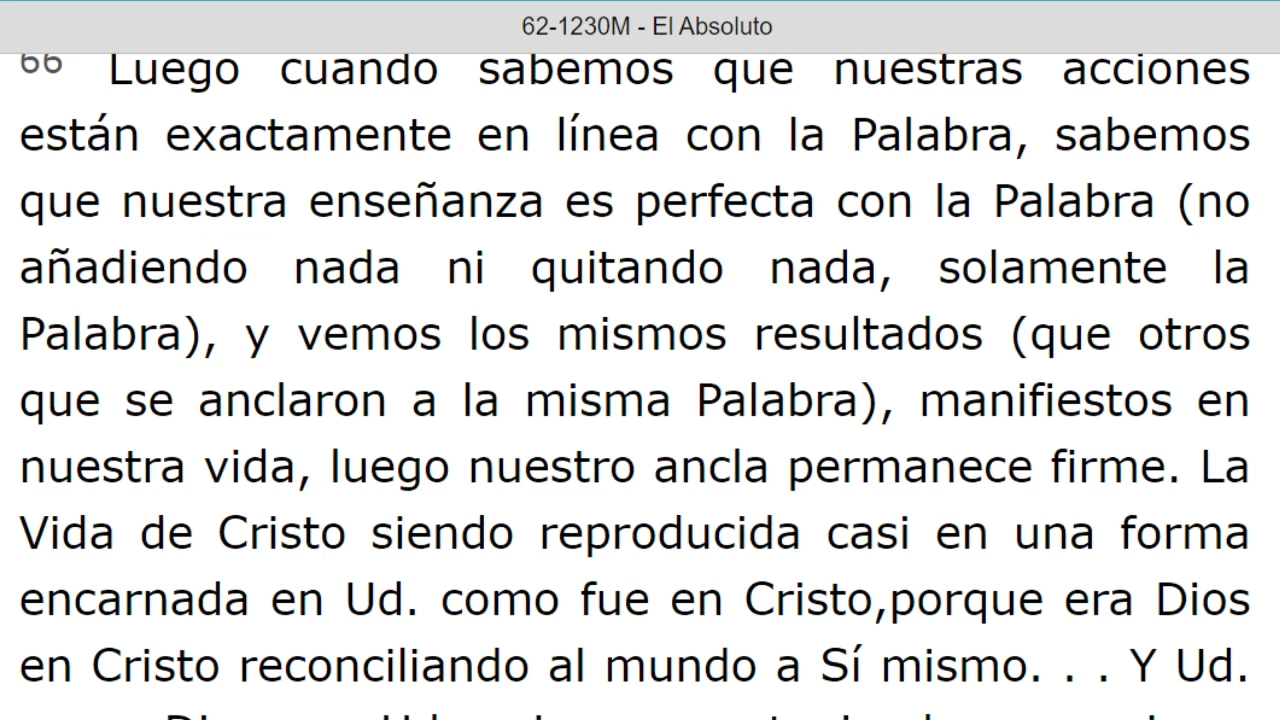 62-1230M - El Absoluto
66 Luego cuando sabemos que nuestras acciones
están exactamente en línea con la Palabra, sabemos
que nuestra enseñanza es perfecta con la Palabra (no
añadiendo nada ni quitando nada, solamente la
Palabra), y vemos los mismos resultados (que otros
que se anclaron a la misma Palabra), manifiestos en
nuestra vida, luego nuestro ancla permanece firme. La
Vida de Cristo siendo reproducida casi en una forma
encarnada en Ud. como fue en Cristo,porque era Dios
en Cristo reconciliando al mundo a Sí mismo. . . Y Ud.